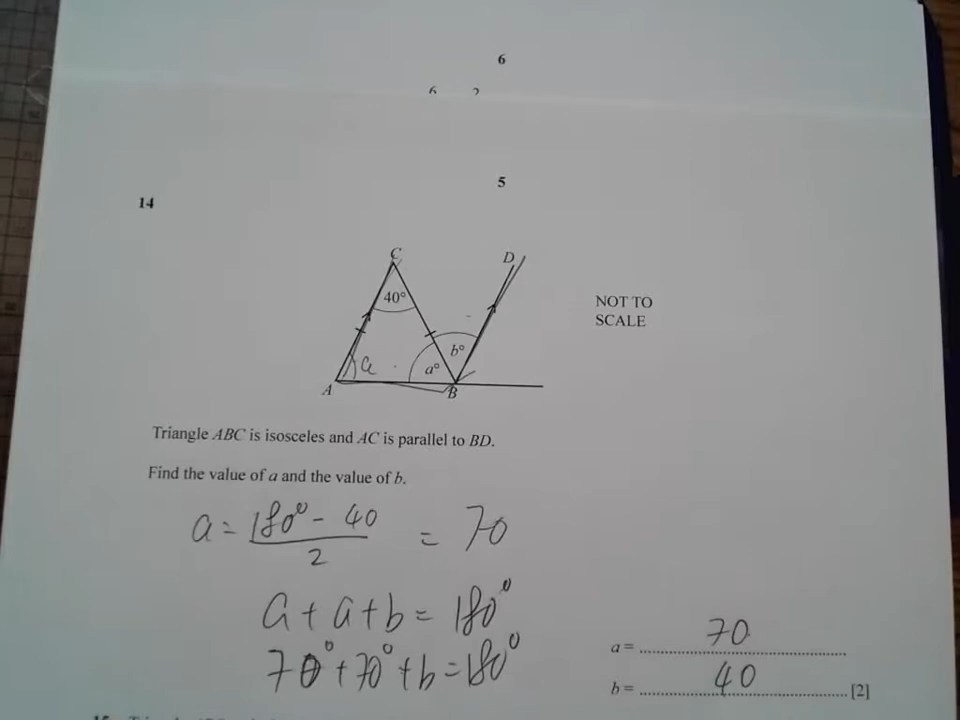 6
5
14
C
D
40°
NOT TO
SCALE
b°
a
a°
A
B
Triangle ABC is isosceles and AC is parallel to BD.
Find the value of a and the value of b.
a = 180° - 40 / 2 = 70
a + a + b = 180°
70° + 70° + b = 180°
a = 70
b = 40 [2]